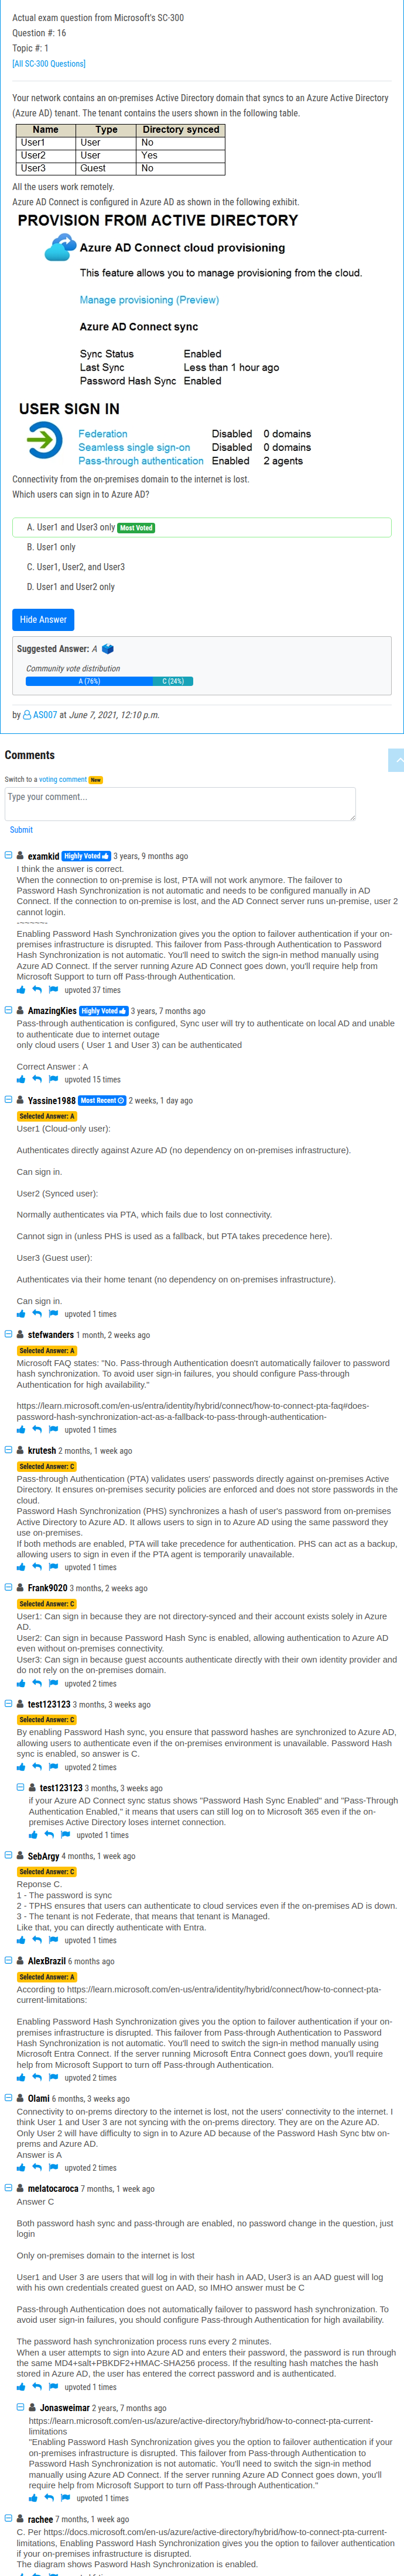 Actual exam question from Microsoft's SC-300
Question #: 16
Topic #: 1
[All SC-300 Questions]
Your network contains an on-premises Active Directory domain that syncs to an Azure Active Directory
(Azure AD) tenant. The tenant contains the users shown in the following table.
Name Type Directory synced
User1 User No
User2 User Yes
User3 Guest No
All the users work remotely.
Azure AD Connect is configured in Azure AD as shown in the following exhibit.
PROVISION FROM ACTIVE DIRECTORY
Azure AD Connect cloud provisioning
This feature allows you to manage provisioning from the cloud.
Manage provisioning (Preview)
Azure AD Connect sync
Sync Status Enabled
Last Sync Less than 1 hour ago
Password Hash Sync Enabled
USER SIGN IN
Federation Disabled 0 domains
Seamless single sign-on Disabled 0 domains
Pass-through authentication Enabled 2 agents
Connectivity from the on-premises domain to the internet is lost.
Which users can sign in to Azure AD?
A. User1 and User3 only Most Voted
B. User1 only
C. User1, User2, and User3
D. User1 and User2 only
Hide Answer
Suggested Answer: A
Community vote distribution
A (76%) C (24%)
by AS007 at June 7, 2021, 12:10 p.m.
Comments
Switch to a voting comment New
Type your comment...
Submit
examkid Highly Voted 3 years, 9 months ago
I think the answer is correct.
When the connection to on-premise is lost, PTA will not work anymore. The failover to
Password Hash Synchronization is not automatic and needs to be configured manually in AD
Connect. If the connection to on-premise is lost, and the AD Connect server runs un-premise, user 2
cannot login.
-~~~~~-
Enabling Password Hash Synchronization gives you the option to failover authentication if your on-
premises infrastructure is disrupted. This failover from Pass-through Authentication to Password
Hash Synchronization is not automatic. You'll need to switch the sign-in method manually using
Azure AD Connect. If the server running Azure AD Connect goes down, you'll require help from
Microsoft Support to turn off Pass-through Authentication.
upvoted 37 times
AmazingKies Highly Voted 3 years, 7 months ago
Pass-through authentication is configured, Sync user will try to authenticate on local AD and unable
to authenticate due to internet outage
only cloud users ( User 1 and User 3) can be authenticated
Correct Answer : A
upvoted 15 times
Yassine1988 Most Recent 2 weeks, 1 day ago
Selected Answer: A
User1 (Cloud-only user):
Authenticates directly against Azure AD (no dependency on on-premises infrastructure).
Can sign in.
User2 (Synced user):
Normally authenticates via PTA, which fails due to lost connectivity.
Cannot sign in (unless PHS is used as a fallback, but PTA takes precedence here).
User3 (Guest user):
Authenticates via their home tenant (no dependency on on-premises infrastructure).
Can sign in.
upvoted 1 times
stefwanders 1 month, 2 weeks ago
Selected Answer: A
Microsoft FAQ states: "No. Pass-through Authentication doesn't automatically failover to password
hash synchronization. To avoid user sign-in failures, you should configure Pass-through
Authentication for high availability."
https://learn.microsoft.com/en-us/entra/identity/hybrid/connect/how-to-connect-pta-faq#does-
password-hash-synchronization-act-as-a-fallback-to-pass-through-authentication-
upvoted 1 times
krutesh 2 months, 1 week ago
Selected Answer: C
Pass-through Authentication (PTA) validates users' passwords directly against on-premises Active
Directory. It ensures on-premises security policies are enforced and does not store passwords in the
cloud.
Password Hash Synchronization (PHS) synchronizes a hash of user's password from on-premises
Active Directory to Azure AD. It allows users to sign in to Azure AD using the same password they
use on-premises.
If both methods are enabled, PTA will take precedence for authentication. PHS can act as a backup,
allowing users to sign in even if the PTA agent is temporarily unavailable.
upvoted 1 times
Frank9020 3 months, 2 weeks ago
Selected Answer: C
User1: Can sign in because they are not directory-synced and their account exists solely in Azure
AD.
User2: Can sign in because Password Hash Sync is enabled, allowing authentication to Azure AD
even without on-premises connectivity.
User3: Can sign in because guest accounts authenticate directly with their own identity provider and
do not rely on the on-premises domain.
upvoted 2 times
test123123 3 months, 3 weeks ago
Selected Answer: C
By enabling Password Hash sync, you ensure that password hashes are synchronized to Azure AD,
allowing users to authenticate even if the on-premises environment is unavailable. Password Hash
sync is enabled, so answer is C.
upvoted 2 times
test123123 3 months, 3 weeks ago
if your Azure AD Connect sync status shows "Password Hash Sync Enabled" and "Pass-Through
Authentication Enabled," it means that users can still log on to Microsoft 365 even if the on-
premises Active Directory loses internet connection.
upvoted 1 times
SebArgy 4 months, 1 week ago
Selected Answer: C
Reponse C.
1 - The password is sync
2 - TPHS ensures that users can authenticate to cloud services even if the on-premises AD is down.
3 - The tenant is not Federate, that means that tenant is Managed.
Like that, you can directly authenticate with Entra.
upvoted 1 times
AlexBrazil 6 months ago
Selected Answer: A
According to https://learn.microsoft.com/en-us/entra/identity/hybrid/connect/how-to-connect-pta-
current-limitations:
Enabling Password Hash Synchronization gives you the option to failover authentication if your on-
premises infrastructure is disrupted. This failover from Pass-through Authentication to Password
Hash Synchronization is not automatic. You'll need to switch the sign-in method manually using
Microsoft Entra Connect. If the server running Microsoft Entra Connect goes down, you'll require
help from Microsoft Support to turn off Pass-through Authentication.
upvoted 2 times
Olami 6 months, 3 weeks ago
Connectivity to on-prems directory to the internet is lost, not the users' connectivity to the internet. I
think User 1 and User 3 are not syncing with the on-prems directory. They are on the Azure AD.
Only User 2 will have difficulty to sign in to Azure AD because of the Password Hash Sync btw on-
prems and Azure AD.
Answer is A
upvoted 2 times
melatocaroca 7 months, 1 week ago
Answer C
Both password hash sync and pass-through are enabled, no password change in the question, just
login
Only on-premises domain to the internet is lost
User1 and User 3 are users that will log in with their hash in AAD, User3 is an AAD guest will log
with his own credentials created guest on AAD, so IMHO answer must be C
Pass-through Authentication does not automatically failover to password hash synchronization. To
avoid user sign-in failures, you should configure Pass-through Authentication for high availability.
The password hash synchronization process runs every 2 minutes.
When a user attempts to sign into Azure AD and enters their password, the password is run through
the same MD4+salt+PBKDF2+HMAC-SHA256 process. If the resulting hash matches the hash
stored in Azure AD, the user has entered the correct password and is authenticated.
upvoted 1 times
Jonasweimar 2 years, 7 months ago
https://learn.microsoft.com/en-us/azure/active-directory/hybrid/how-to-connect-pta-current-
limitations
"Enabling Password Hash Synchronization gives you the option to failover authentication if your
on-premises infrastructure is disrupted. This failover from Pass-through Authentication to
Password Hash Synchronization is not automatic. You'll need to switch the sign-in method
manually using Azure AD Connect. If the server running Azure AD Connect goes down, you'll
require help from Microsoft Support to turn off Pass-through Authentication."
upvoted 1 times
rachee 7 months, 1 week ago
C. Per https://docs.microsoft.com/en-us/azure/active-directory/hybrid/how-to-connect-pta-current-
limitations, Enabling Password Hash Synchronization gives you the option to failover authentication
if your on-premises infrastructure is disrupted.
The diagram shows Pasword Hash Synchronization is enabled.